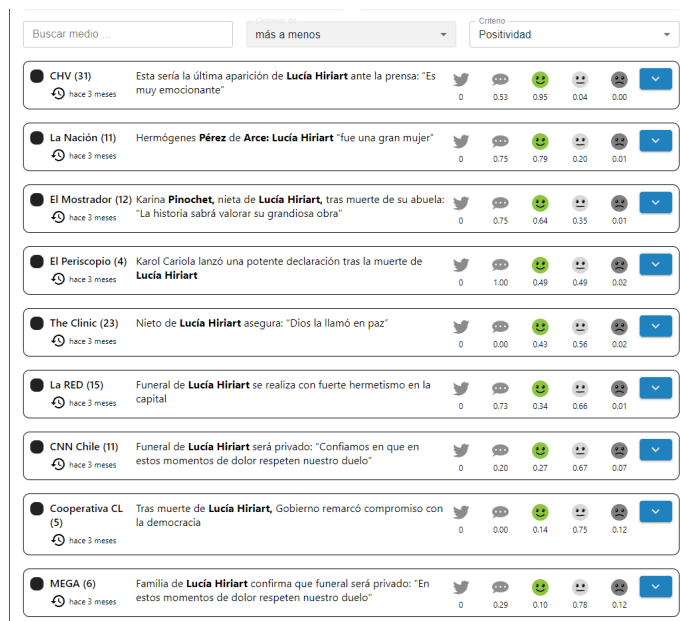 Criterio
Buscar medio ...
más a menos
Positividad
CHV (31)
hace 3 meses
Esta sería la última aparición de Lucía Hiriart ante la prensa: “Es
muy emocionante”
0 0.53 0.95 0.04 0.00
La Nación (11)
hace 3 meses
Hermógenes Pérez de Arce: Lucía Hiriart “fue una gran mujer”
0 0.75 0.79 0.20 0.01
El Mostrador (12)
hace 3 meses
Karina Pinochet, nieta de Lucía Hiriart, tras muerte de su abuela:
“La historia sabrá valorar su grandiosa obra”
0 0.75 0.64 0.35 0.01
El Periscopio (4)
hace 3 meses
Karol Cariola lanzó una potente declaración tras la muerte de
Lucía Hiriart
0 1.00 0.49 0.49 0.02
The Clinic (23)
hace 3 meses
Nieto de Lucía Hiriart asegura: “Dios la llamó en paz”
0 0.00 0.43 0.56 0.02
La RED (15)
hace 3 meses
Funeral de Lucía Hiriart se realiza con fuerte hermetismo en la
capital
0 0.73 0.34 0.66 0.01
CNN Chile (11)
hace 3 meses
Funeral de Lucía Hiriart será privado: “Confiamos en que en
estos momentos de dolor respeten nuestro duelo”
0 0.20 0.27 0.67 0.07
Cooperativa CL
(5)
hace 3 meses
Tras muerte de Lucía Hiriart, Gobierno remarcó compromiso con
la democracia
0 0.00 0.14 0.75 0.12
MEGA (6)
hace 3 meses
Familia de Lucía Hiriart confirma que funeral será privado: “En
estos momentos de dolor respeten nuestro duelo”
0 0.29 0.10 0.78 0.12